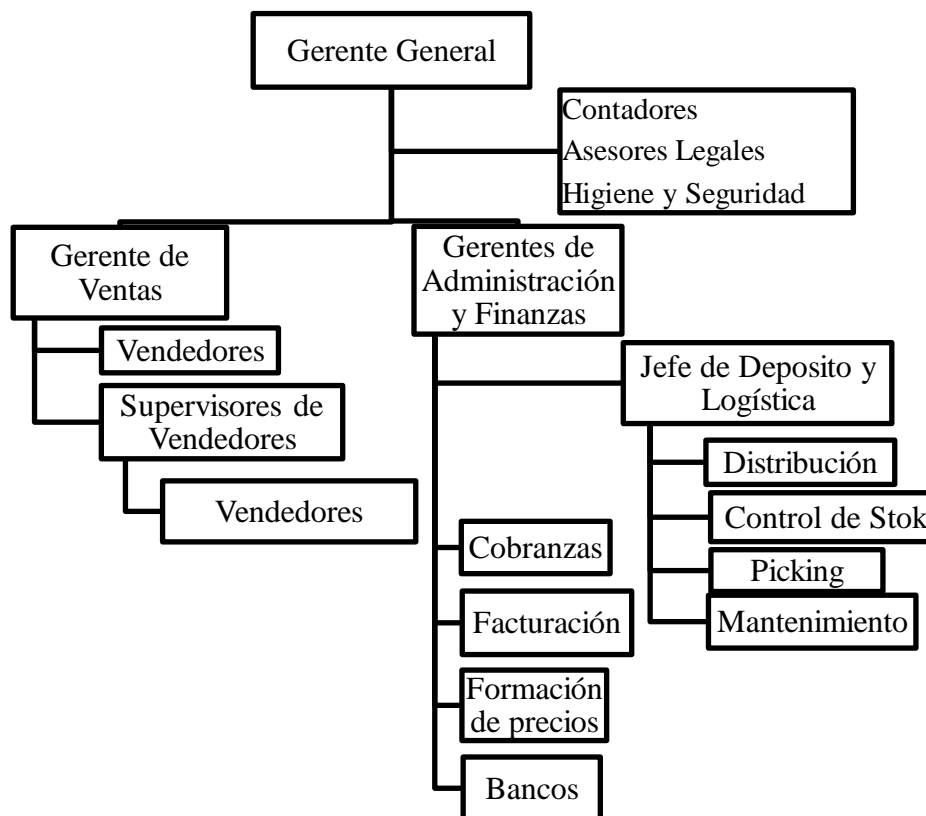 Gerente General
Contadores
Asesores Legales
Higiene y Seguridad
Gerente de
Ventas
Gerentes de
Administración
y Finanzas
Vendedores
Supervisores de
Vendedores
Vendedores
Jefe de Deposito y
Logística
Distribución
Control de Stok
Picking
Mantenimiento
Cobranzas
Facturación
Formación
de precios
Bancos